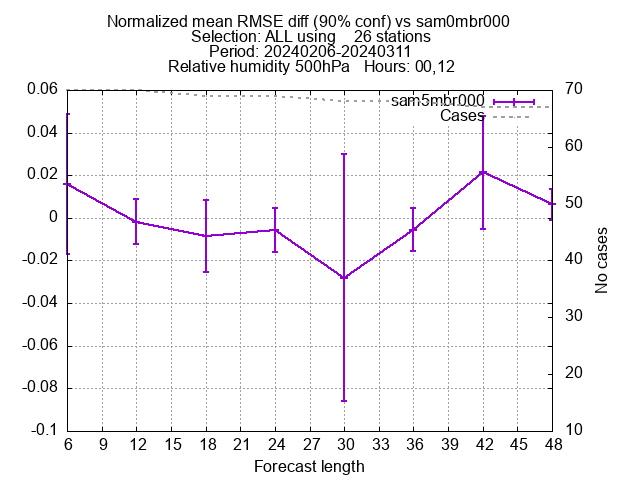 Normalized mean RMSE diff (90% conf) vs sam0mbr000
Selection: ALL using    26 stations
Period: 20240206-20240311
Relative humidity 500hPa   Hours: 00,12
sam5mbr000
Cases
0.06
0.04
0.02
0
-0.02
-0.04
-0.06
-0.08
-0.1
70
60
50
40
30
20
10
No cases
6 9 12 15 18 21 24 27 30 33 36 39 42 45 48
Forecast length